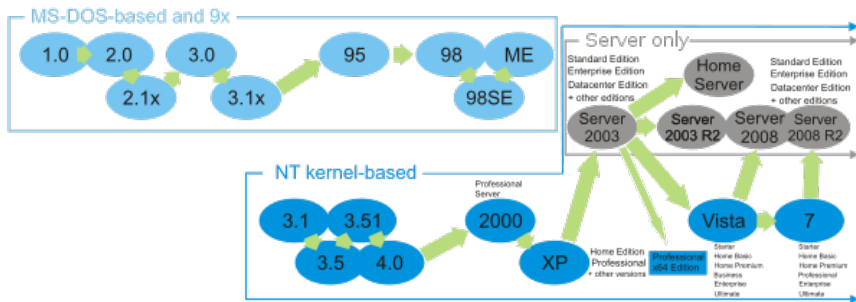 MS-DOS-based and 9x
1.0
2.0
3.0
95
98
ME
2.1x
3.1x
98SE
Server only
Standard Edition
Enterprise Edition
Datacenter Edition
+ other editions
Home
Server
Standard Edition
Enterprise Edition
Datacenter Edition
+ other editions
Server
2003
Server
2003 R2
Server
2008
Server
2008 R2
NT kernel-based
3.1
3.51
3.5
4.0
Professional
Server
2000
XP
Home Edition
Professional
+ other versions
Professional
x64 Edition
Vista
Starter
Home Basic
Home Premium
Business
Enterprise
Ultimate
7
Starter
Home Basic
Home Premium
Professional
Enterprise
Ultimate